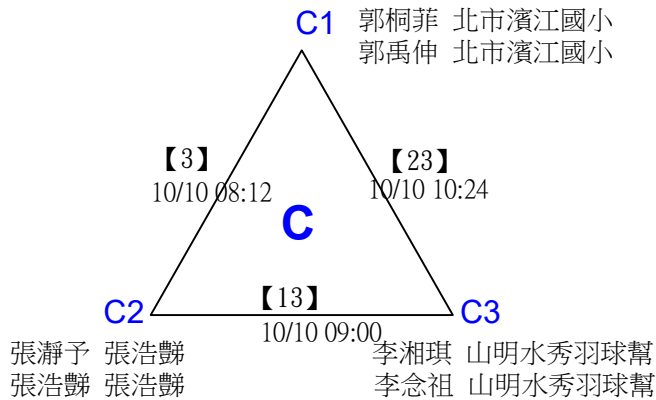 C1 郭桐菲 北市濱江國小
郭禹伸 北市濱江國小
【3】
10/10 08:12
【23】
10/10 10:24
C
【13】
10/10 09:00
C2
C3
張瀞予 張浩豑
張浩豑 張浩豑
李湘琪 山明水秀羽球幫
李念祖 山明水秀羽球幫